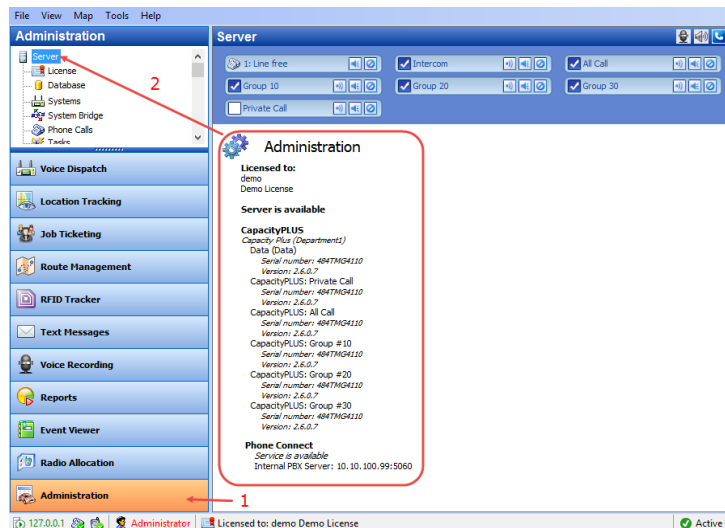 File View Map Tools Help
Administration
Server
License
Database
Systems
System Bridge
Phone Calls
Tasks
2
Voice Dispatch
Location Tracking
Job Ticketing
Route Management
RFID Tracker
Text Messages
Voice Recording
Reports
Event Viewer
Radio Allocation
Administration
1
Server
1: Line free
Intercom
All Call
Group 10
Group 20
Group 30
Private Call
Administration
Licensed to:
demo
Demo License
Server is available
CapacityPLUS
Capacity Plus (Department1)
Data (Data)
Serial number: 484TMG4110
Version: 2.6.0.7
CapacityPLUS: Private Call
Serial number: 484TMG4110
Version: 2.6.0.7
CapacityPLUS: All Call
Serial number: 484TMG4110
Version: 2.6.0.7
CapacityPLUS: Group #10
Serial number: 484TMG4110
Version: 2.6.0.7
CapacityPLUS: Group #20
Serial number: 484TMG4110
Version: 2.6.0.7
CapacityPLUS: Group #30
Serial number: 484TMG4110
Version: 2.6.0.7
Phone Connect
Service is available
Internal PBX Server: 10.10.100.99:5060
127.0.0.1 Administrator Licensed to: demo Demo License Active